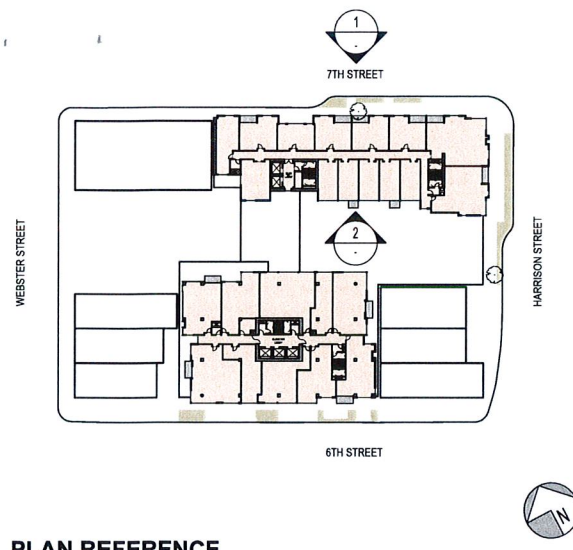 1
-
7TH STREET
WEBSTER STREET
2
-
HARRISON STREET
6TH STREET
N
PLAN REFERENCE